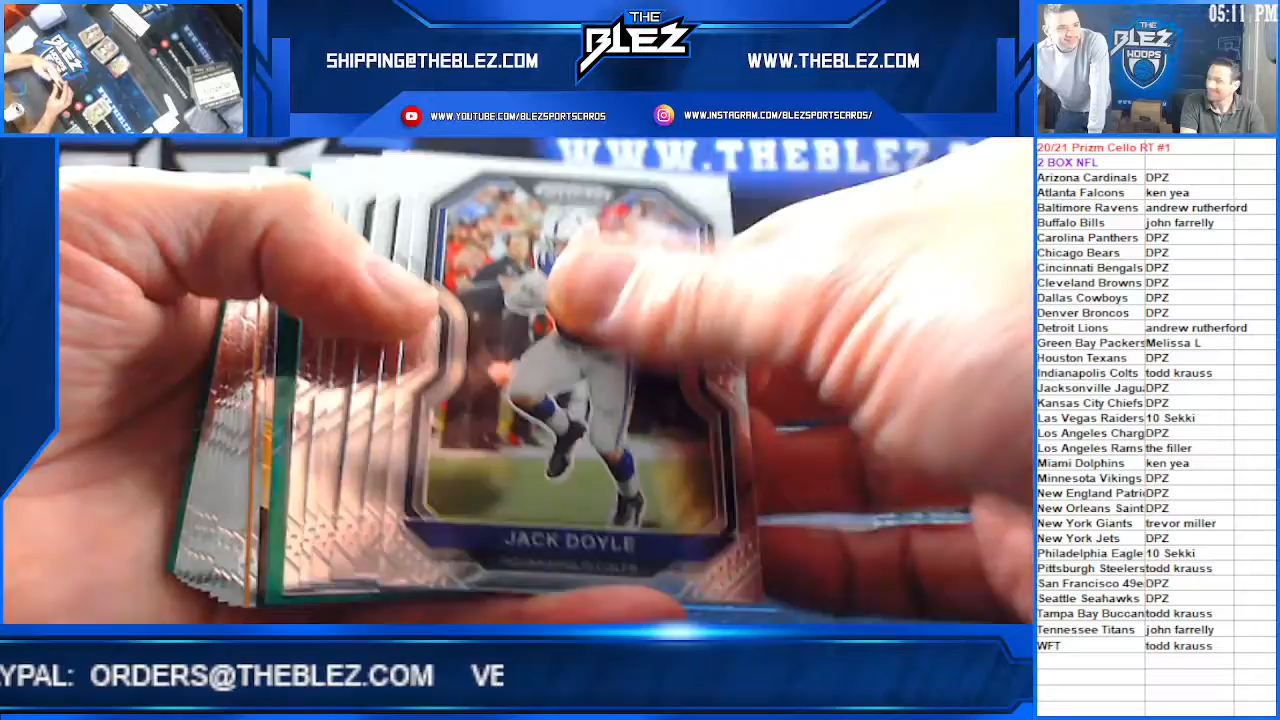 SHIPPING@THEBLEZ.COM
THE
BLEZ
WWW.THEBLEZ.COM
WWW.YOUTUBE.COM/BLEZSPORTSCARDS
WWW.INSTAGRAM.COM/BLEZSPORTSCARDS/
05:11 PM
THE
BLEZ
HOOPS
WWW.THEBLEZ
JACK DOYLE
INDIANAPOLIS COLTS
YPAL: ORDERS@THEBLEZ.COM VE
20/21 Prizm Cello RT #1
2 BOX NFL
Arizona Cardinals DPZ
Atlanta Falcons ken yea
Baltimore Ravens andrew rutherford
Buffalo Bills john farrelly
Carolina Panthers DPZ
Chicago Bears DPZ
Cincinnati Bengals DPZ
Cleveland Browns DPZ
Dallas Cowboys DPZ
Denver Broncos DPZ
Detroit Lions andrew rutherford
Green Bay Packers Melissa L
Houston Texans DPZ
Indianapolis Colts todd krauss
Jacksonville Jagu DPZ
Kansas City Chiefs DPZ
Las Vegas Raiders 10 Sekki
Los Angeles Charg DPZ
Los Angeles Rams the filler
Miami Dolphins ken yea
Minnesota Vikings DPZ
New England Patri DPZ
New Orleans Saint DPZ
New York Giants trevor miller
New York Jets DPZ
Philadelphia Eagle 10 Sekki
Pittsburgh Steelers todd krauss
San Francisco 49e DPZ
Seattle Seahawks DPZ
Tampa Bay Buccan todd krauss
Tennessee Titans john farrelly
WFT todd krauss